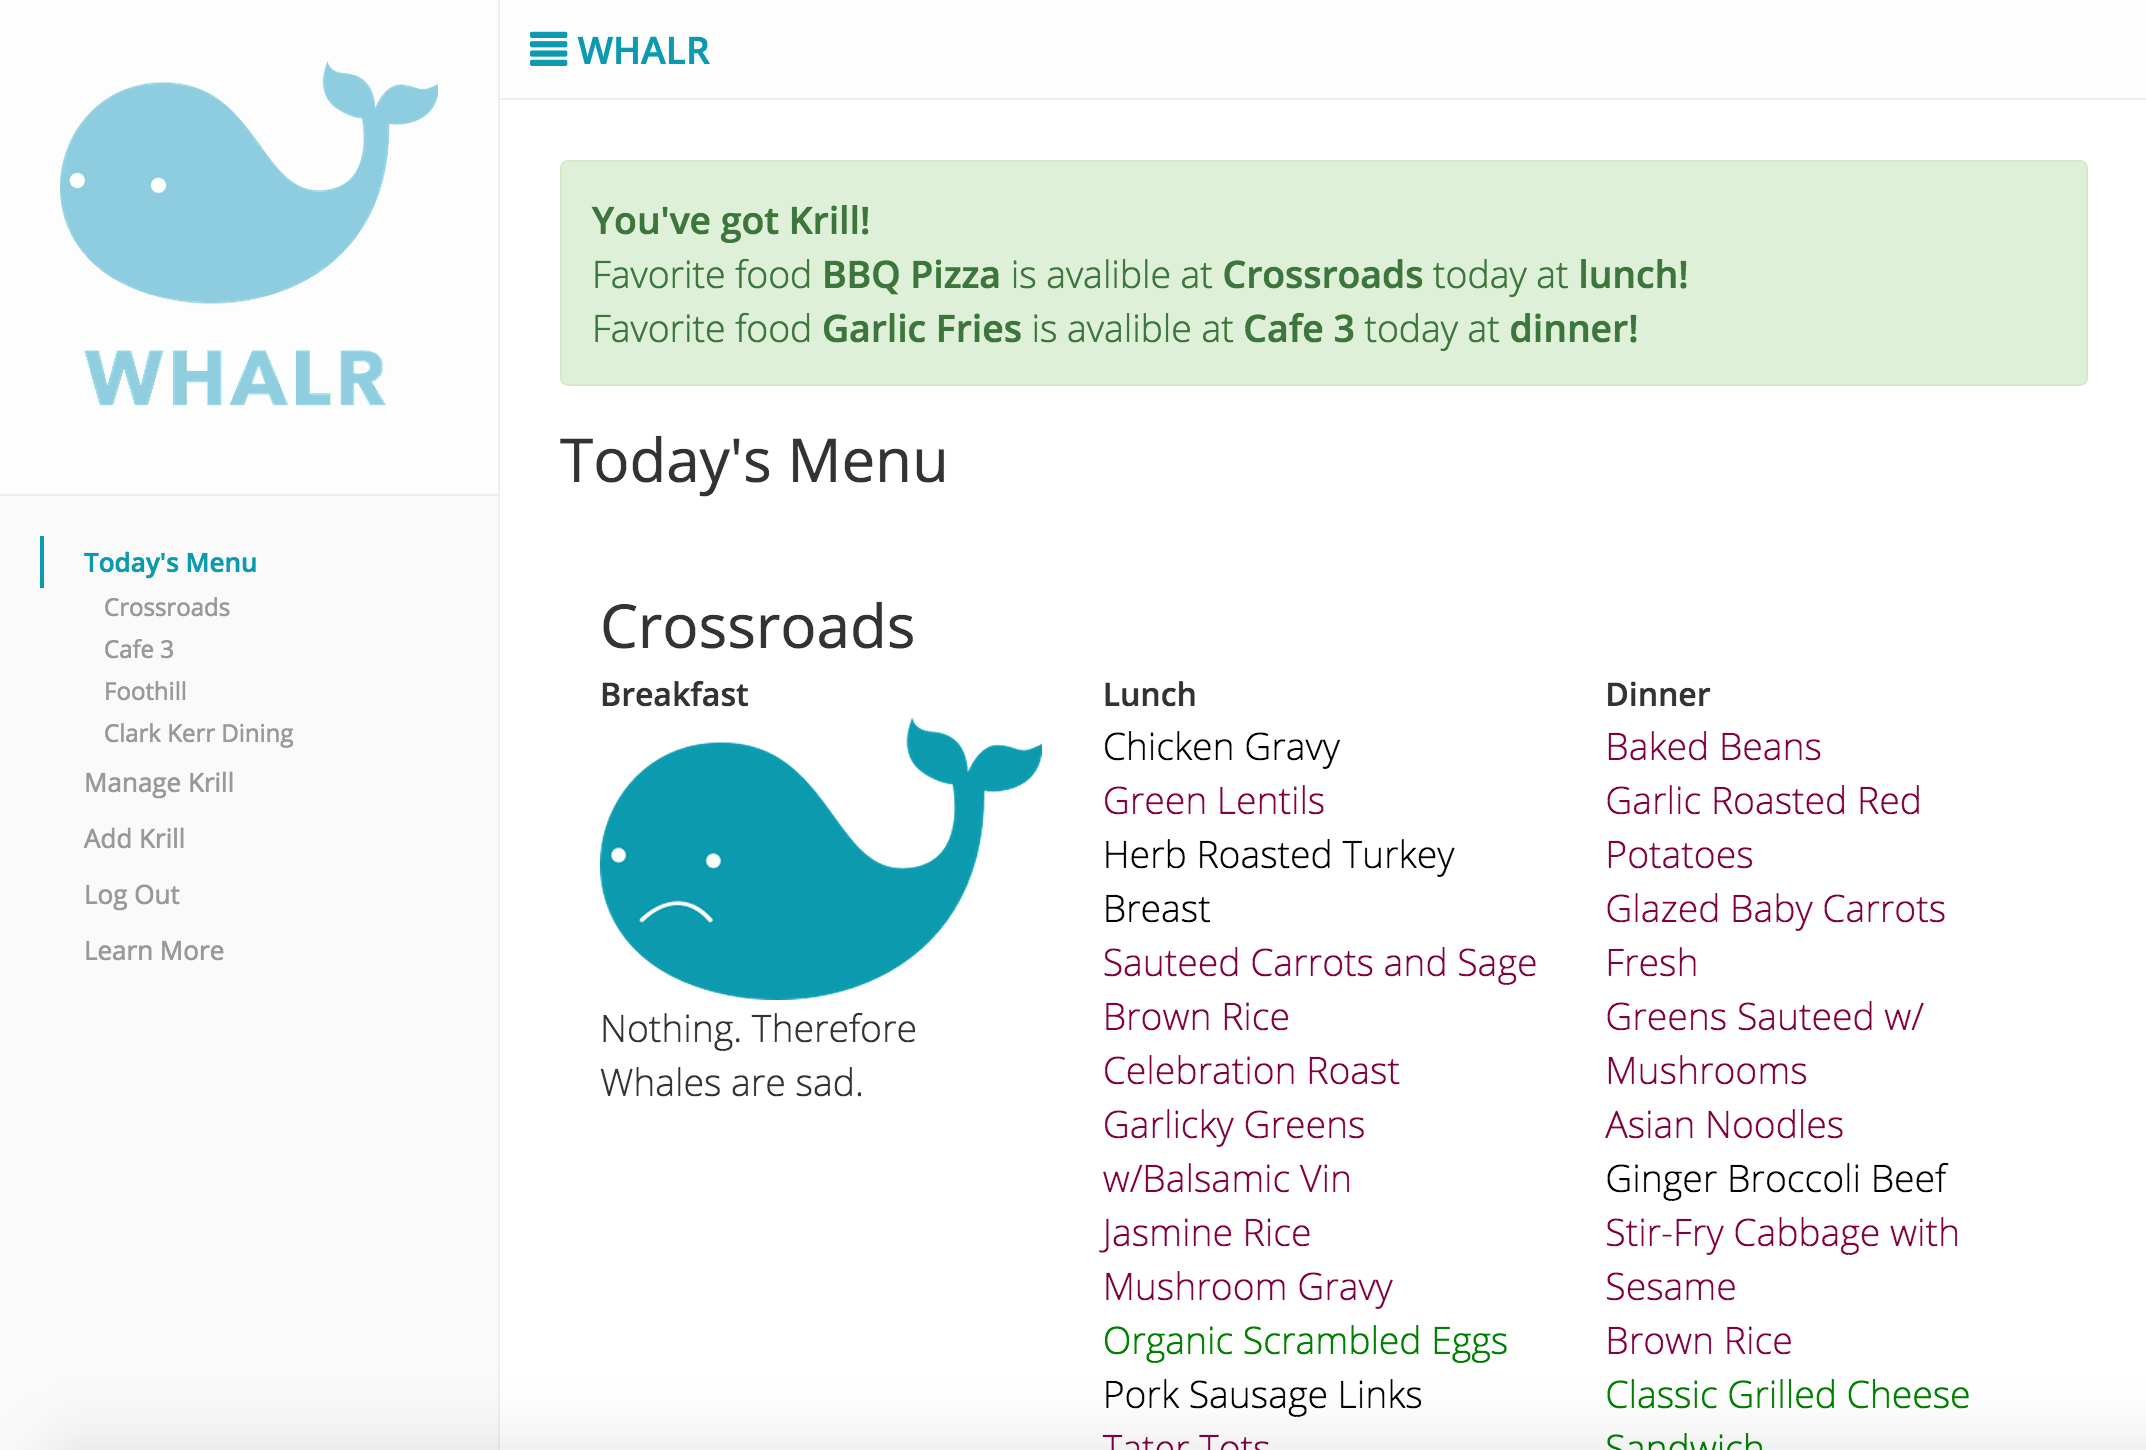 WHALR
WHALR
You've got Krill!
Favorite food BBQ Pizza is avalible at Crossroads today at lunch!
Favorite food Garlic Fries is avalible at Cafe 3 today at dinner!
Today's Menu
Today's Menu
Crossroads
Cafe 3
Foothill
Clark Kerr Dining
Manage Krill
Add Krill
Log Out
Learn More
Crossroads
Breakfast
Nothing. Therefore
Whales are sad.
Lunch
Chicken Gravy
Green Lentils
Herb Roasted Turkey
Breast
Sauteed Carrots and Sage
Brown Rice
Celebration Roast
Garlicky Greens
w/Balsamic Vin
Jasmine Rice
Mushroom Gravy
Organic Scrambled Eggs
Pork Sausage Links
Tater Tots
Dinner
Baked Beans
Garlic Roasted Red
Potatoes
Glazed Baby Carrots
Fresh
Greens Sauteed w/
Mushrooms
Asian Noodles
Ginger Broccoli Beef
Stir-Fry Cabbage with
Sesame
Brown Rice
Classic Grilled Cheese
Sandwich